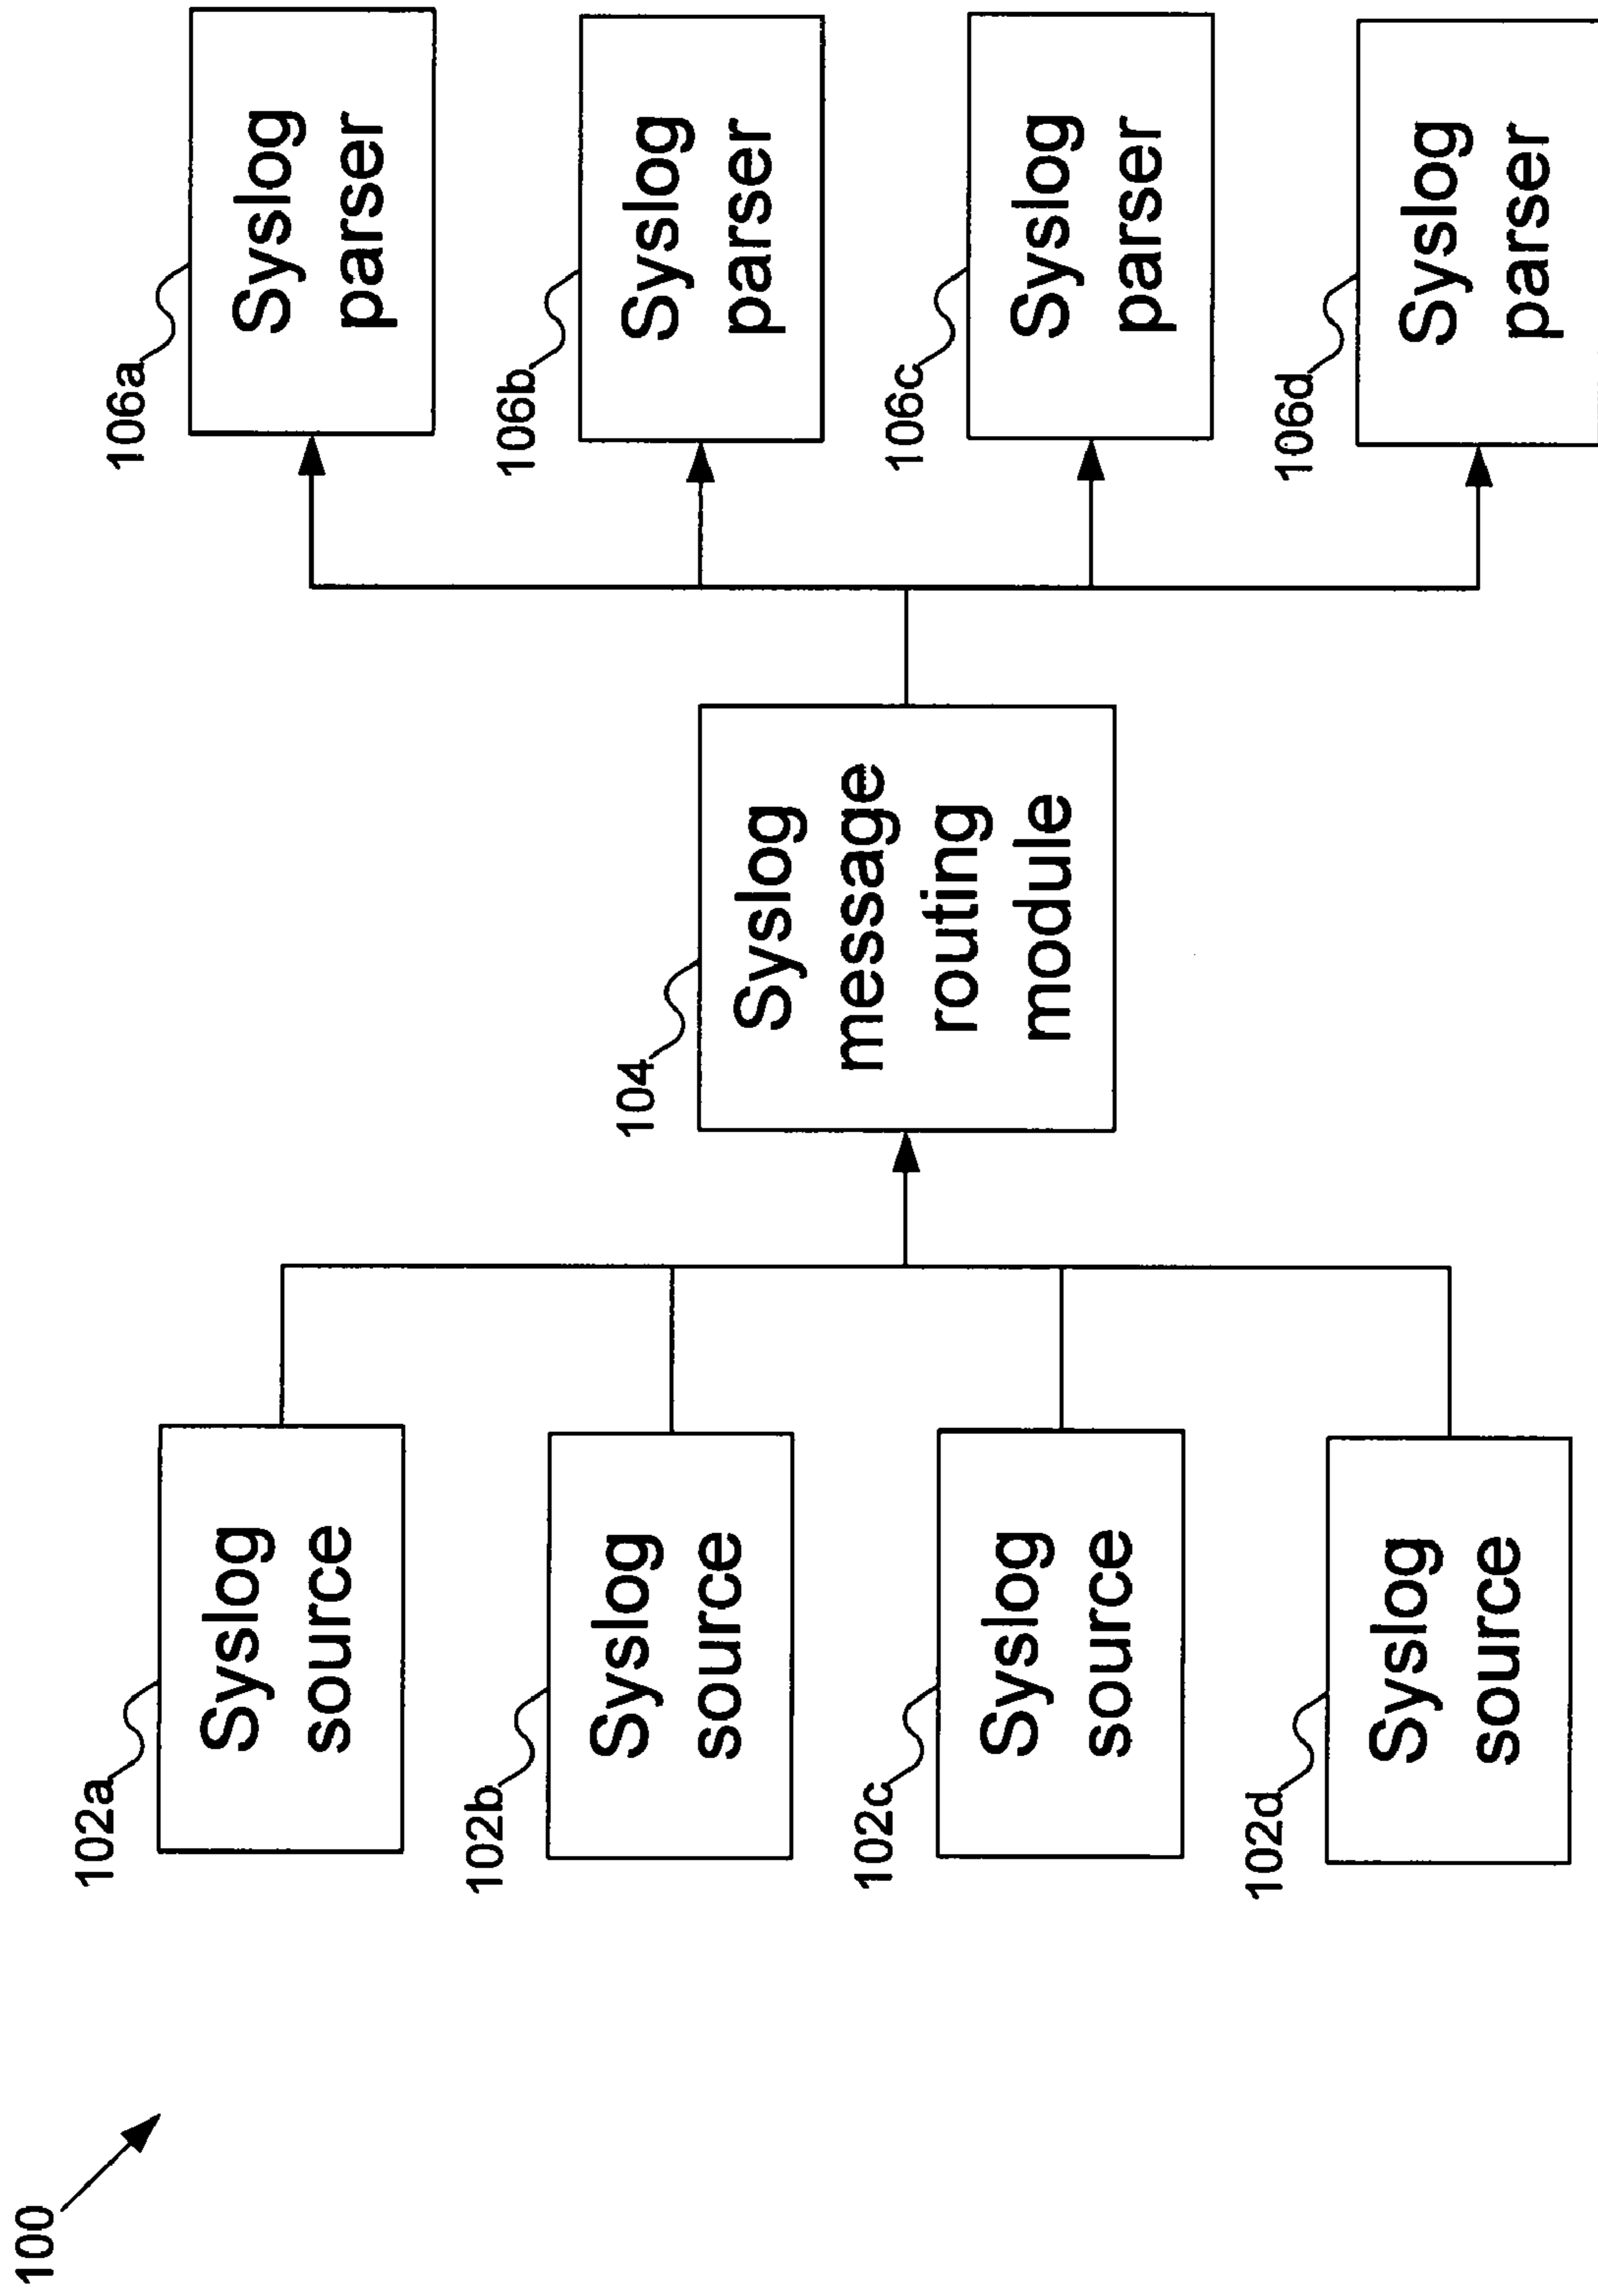 100
102a
Syslog
source
102b
Syslog
source
102c
Syslog
source
102d
Syslog
source
104
Syslog
message
routing
module
106a
Syslog
parser
106b
Syslog
parser
106c
Syslog
parser
106d
Syslog
parser